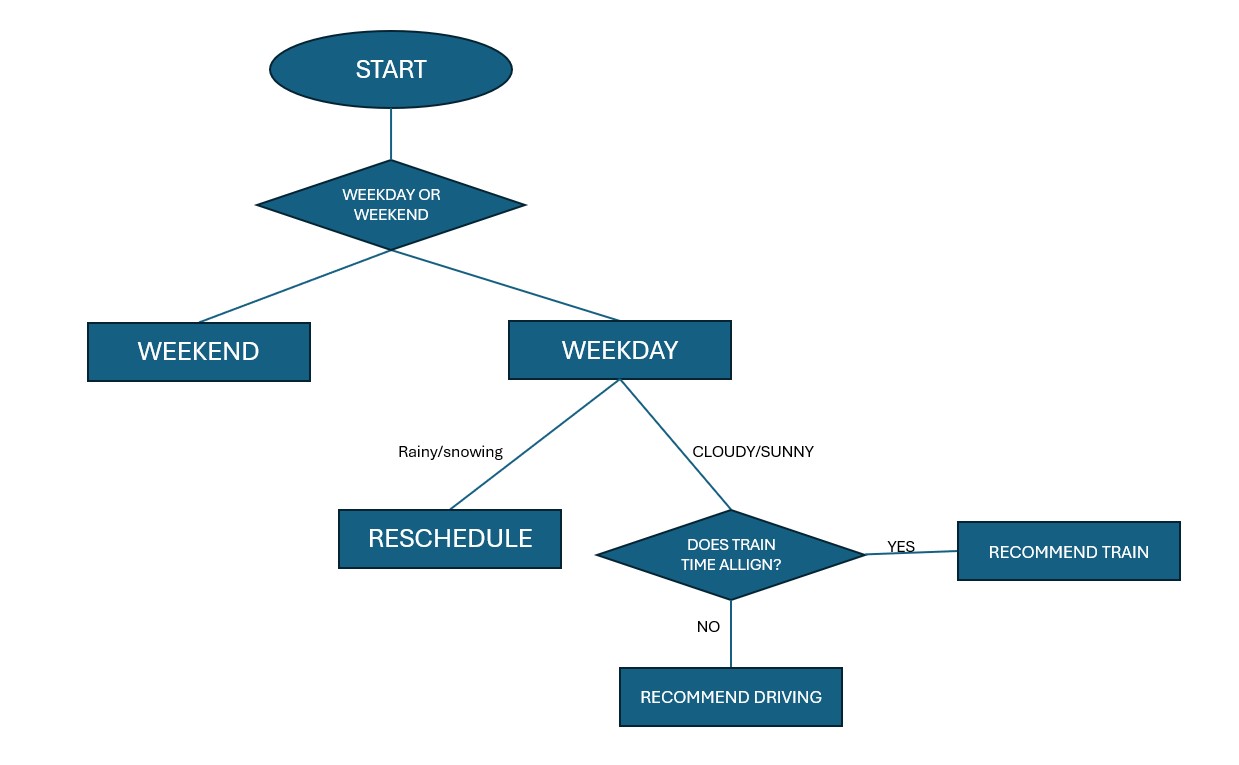 START
WEEKDAY OR
WEEKEND
WEEKEND
WEEKDAY
Rainy/snowing
CLOUDY/SUNNY
RESCHEDULE
DOES TRAIN
TIME ALLIGN?
YES
RECOMMEND TRAIN
NO
RECOMMEND DRIVING